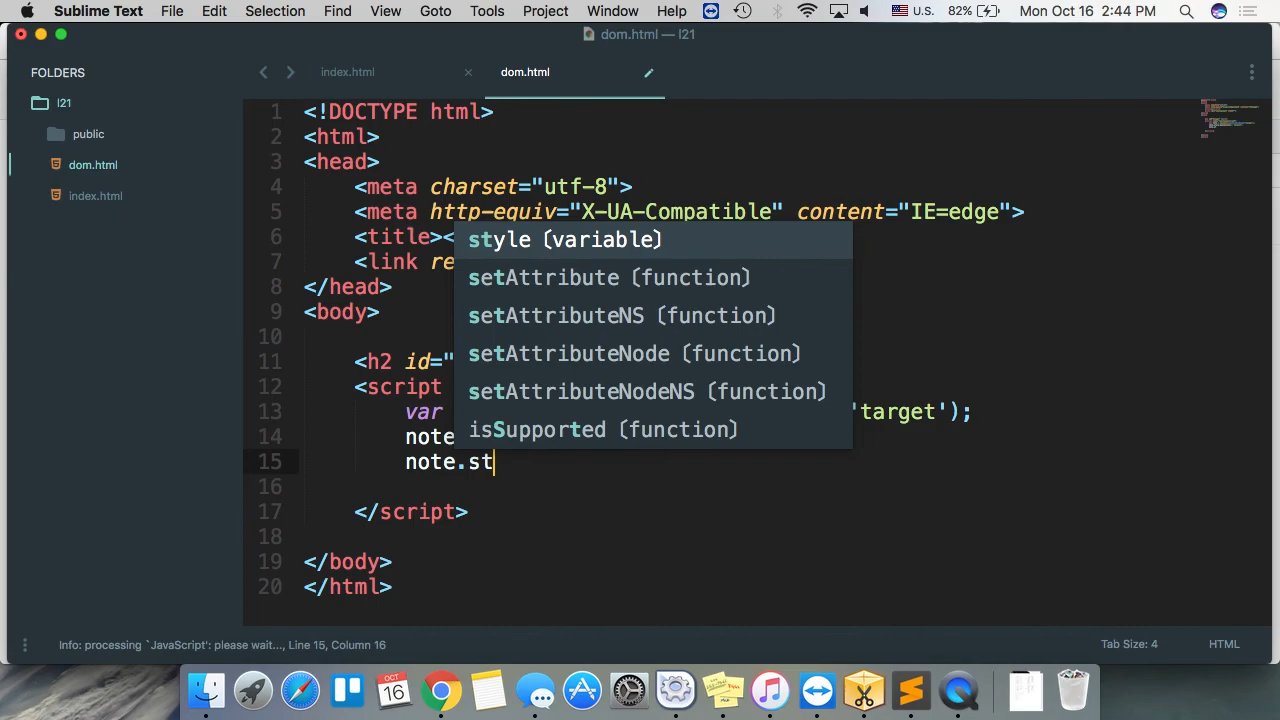 Sublime Text File Edit Selection Find View Goto Tools Project Window Help U.S. 82% Mon Oct 16 2:44 PM
dom.html — l21
FOLDERS
l21
public
dom.html
index.html
index.html × dom.html
1 <!DOCTYPE html>
2 <html>
3 <head>
4 <meta charset="utf-8">
5 <meta http-equiv="X-UA-Compatible" content="IE=edge">
6 <title><
7 <link re
8 </head>
9 <body>
10
11 <h2 id="
12 <script
13 var 'target');
14 note
15 note.st
16
17 </script>
18
19 </body>
20 </html>
style (variable)
setAttribute (function)
setAttributeNS (function)
setAttributeNode (function)
setAttributeNodeNS (function)
isSupported (function)
Info: processing `JavaScript': please wait..., Line 15, Column 16 Tab Size: 4 HTML
OCT
16